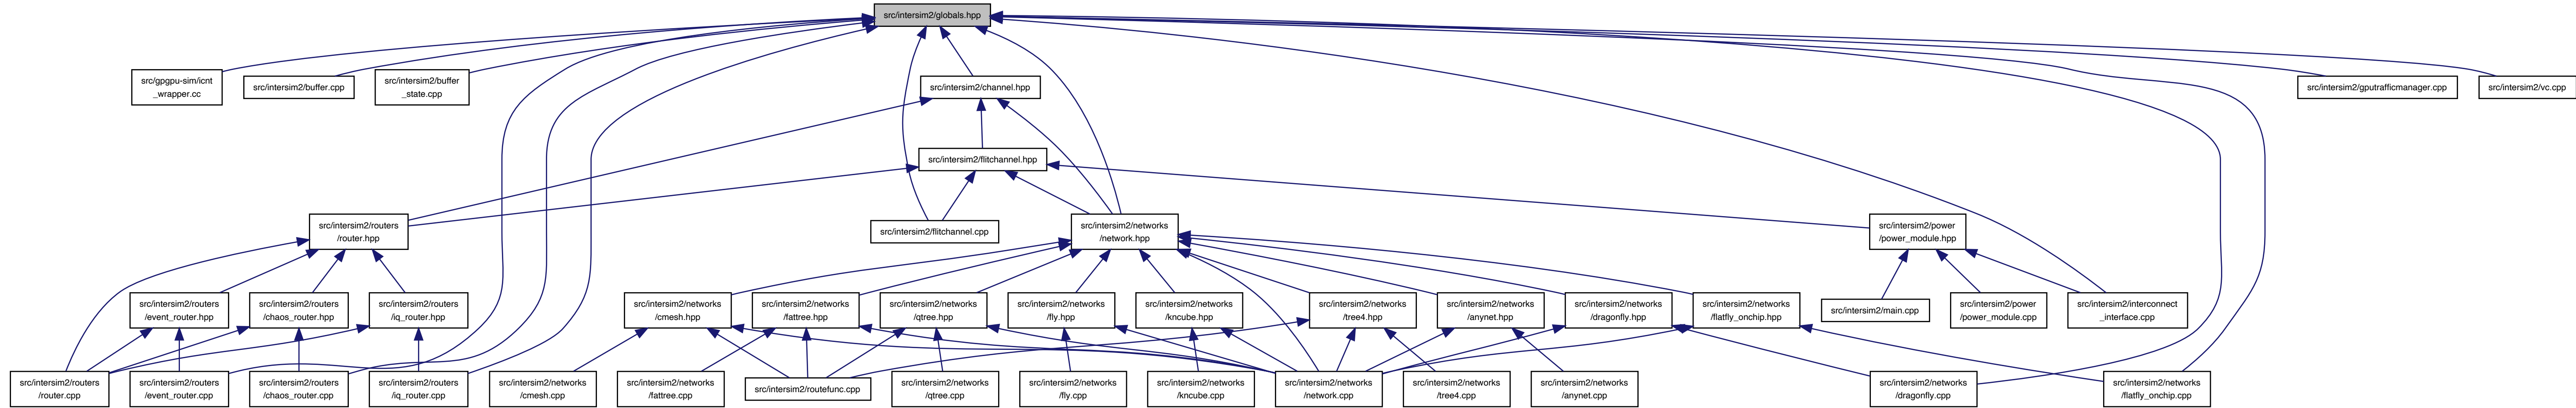 src/intersim2/globals.hpp
src/gpgpu-sim/icnt
_wrapper.cc
src/intersim2/buffer.cpp
src/intersim2/buffer
_state.cpp
src/intersim2/channel.hpp
src/intersim2/gputrafficmanager.cpp
src/intersim2/vc.cpp
src/intersim2/flitchannel.hpp
src/intersim2/routers
/router.hpp
src/intersim2/flitchannel.cpp
src/intersim2/networks
/network.hpp
src/intersim2/power
/power_module.hpp
src/intersim2/routers
/event_router.hpp
src/intersim2/routers
/chaos_router.hpp
src/intersim2/routers
/iq_router.hpp
src/intersim2/networks
/cmesh.hpp
src/intersim2/networks
/fattree.hpp
src/intersim2/networks
/qtree.hpp
src/intersim2/networks
/fly.hpp
src/intersim2/networks
/kncube.hpp
src/intersim2/networks
/tree4.hpp
src/intersim2/networks
/anynet.hpp
src/intersim2/networks
/dragonfly.hpp
src/intersim2/networks
/flatfly_onchip.hpp
src/intersim2/main.cpp
src/intersim2/power
/power_module.cpp
src/intersim2/interconnect
_interface.cpp
src/intersim2/routers
/router.cpp
src/intersim2/routers
/event_router.cpp
src/intersim2/routers
/chaos_router.cpp
src/intersim2/routers
/iq_router.cpp
src/intersim2/networks
/cmesh.cpp
src/intersim2/networks
/fattree.cpp
src/intersim2/routefunc.cpp
src/intersim2/networks
/qtree.cpp
src/intersim2/networks
/fly.cpp
src/intersim2/networks
/kncube.cpp
src/intersim2/networks
/network.cpp
src/intersim2/networks
/tree4.cpp
src/intersim2/networks
/anynet.cpp
src/intersim2/networks
/dragonfly.cpp
src/intersim2/networks
/flatfly_onchip.cpp